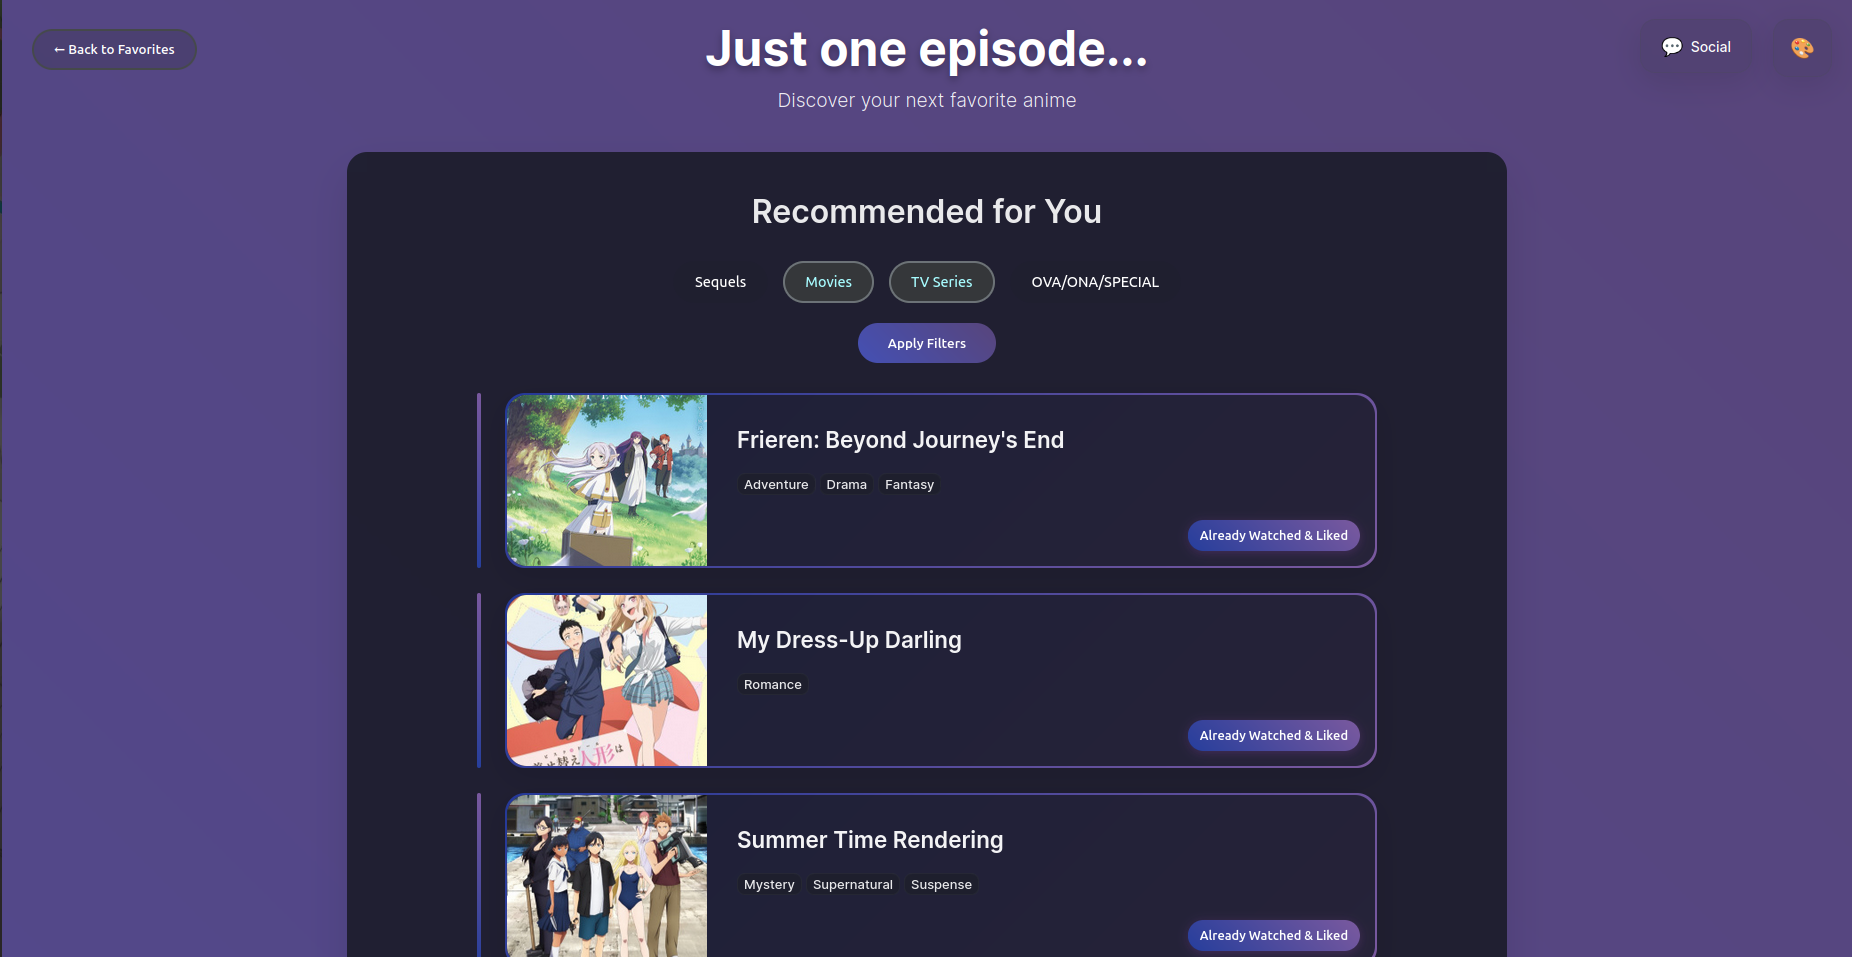 ← Back to Favorites
Just one episode...
Discover your next favorite anime
💬 Social
🎨
Recommended for You
Sequels
Movies
TV Series
OVA/ONA/SPECIAL
Apply Filters
Frieren: Beyond Journey's End
Adventure
Drama
Fantasy
Already Watched & Liked
My Dress-Up Darling
Romance
Already Watched & Liked
Summer Time Rendering
Mystery
Supernatural
Suspense
Already Watched & Liked